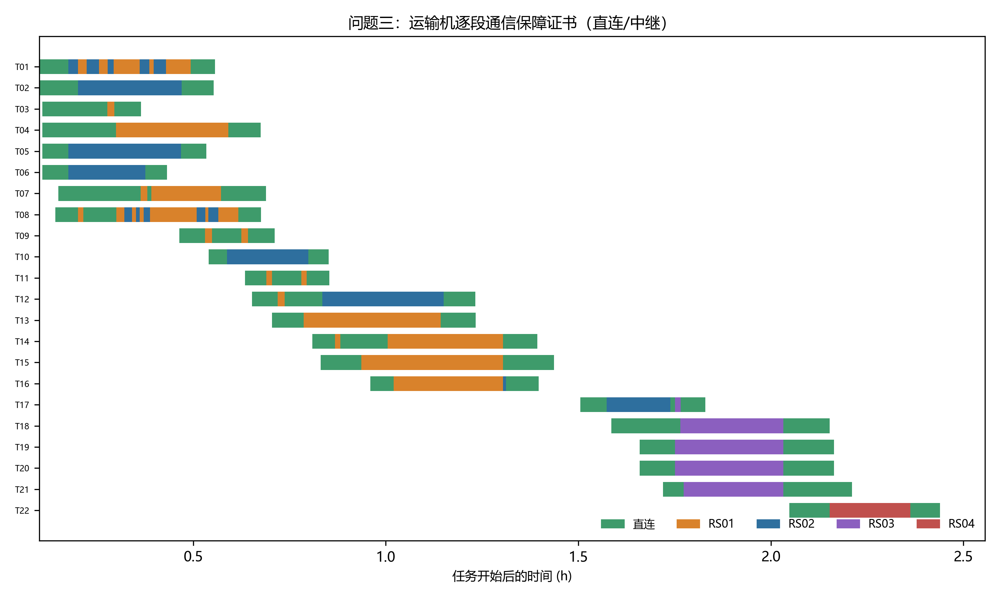 问题三：运输机逐段通信保障证书（直连/中继）
T01
T02
T03
T04
T05
T06
T07
T08
T09
T10
T11
T12
T13
T14
T15
T16
T17
T18
T19
T20
T21
T22
直连 RS01 RS02 RS03 RS04
0.5 1.0 1.5 2.0 2.5
任务开始后的时间 (h)